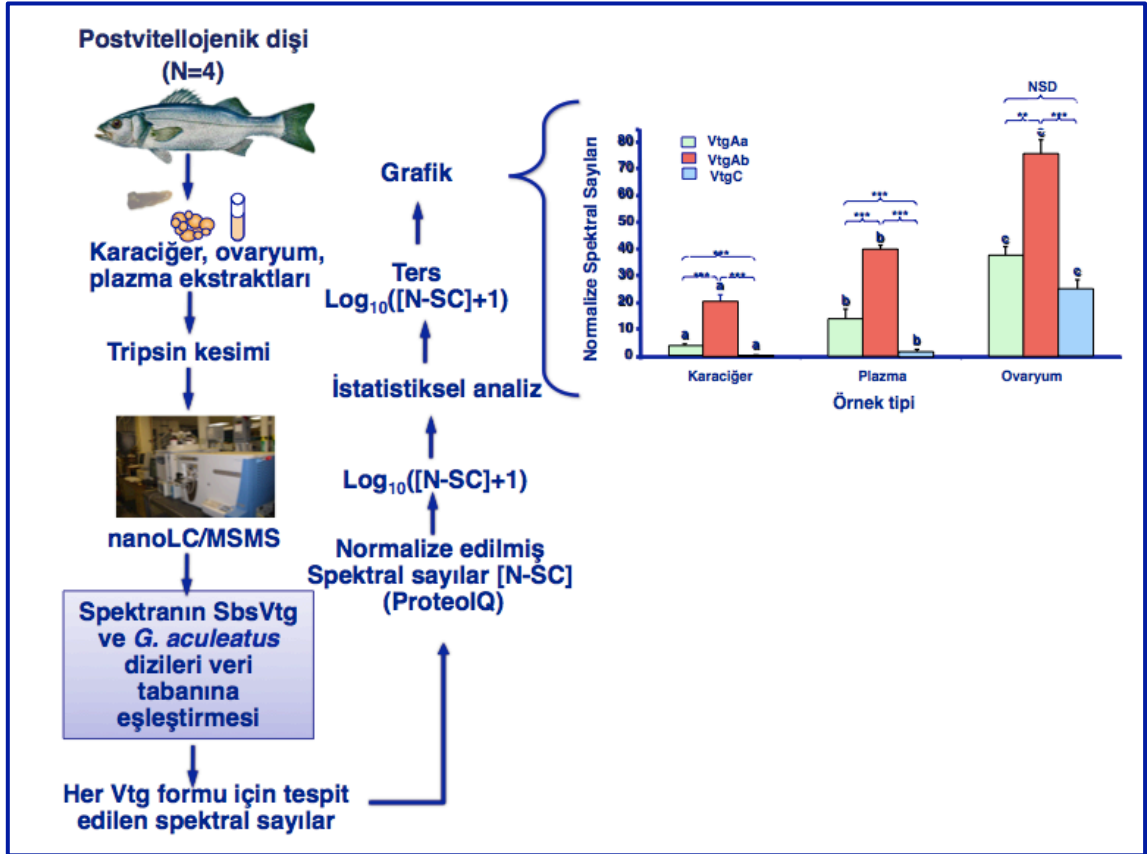 Postvitellojenik dişi
(N=4)
Karaciğer, ovaryum,
plazma ekstraktları
Tripsin kesimi
nanoLC/MSMS
Spektranın SbsVtg
ve G. aculeatus
dizileri veri
tabanına
eşleştirmesi
Her Vtg formu için tespit
edilen spektral sayılar
Normalize edilmiş
Spektral sayılar [N-SC]
(ProteoIQ)
Log₁₀([N-SC]+1)
İstatistiksel analiz
Ters
Log₁₀([N-SC]+1)
Grafik
Normalize Spektral Sayıları
80
70
60
50
40
30
20
10
0
VtgAa
VtgAb
VtgC
***
*** ***
a
a a
***
*** ***
b
b b
NSD
** ***
c
c c
Karaciğer Plazma Ovaryum
Örnek tipi